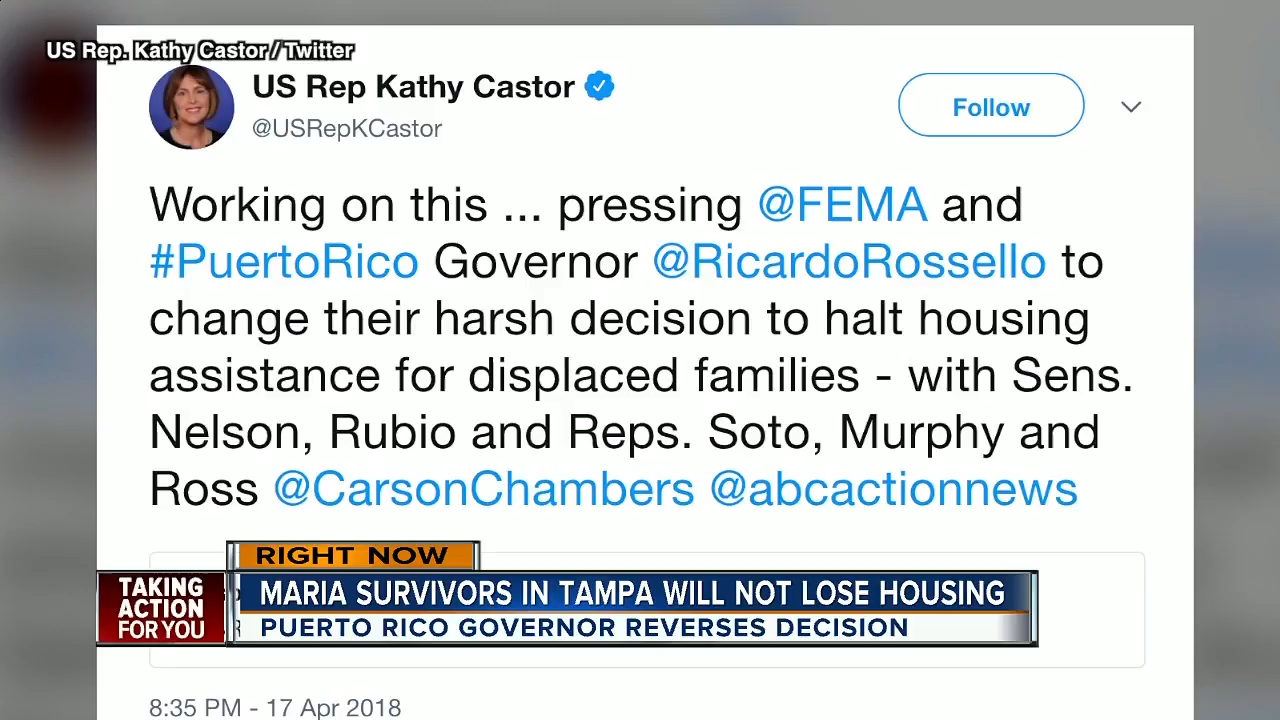 US Rep. Kathy Castor / Twitter
US Rep Kathy Castor
@USRepKCastor
Follow
Working on this ... pressing @FEMA and
#PuertoRico Governor @RicardoRossello to
change their harsh decision to halt housing
assistance for displaced families - with Sens.
Nelson, Rubio and Reps. Soto, Murphy and
Ross @CarsonChambers @abcactionnews
RIGHT NOW
TAKING
ACTION
FOR YOU
MARIA SURVIVORS IN TAMPA WILL NOT LOSE HOUSING
PUERTO RICO GOVERNOR REVERSES DECISION
8:35 PM - 17 Apr 2018